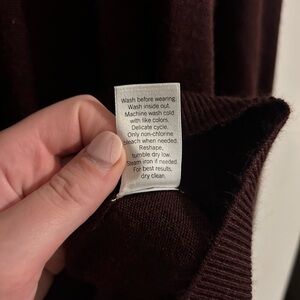 Wash before wearing.
Wash inside out.
Machine wash cold
with like colors.
Delicate cycle.
Only non-chlorine
bleach when needed.
Reshape,
tumble dry low.
Steam iron if needed.
For best results,
dry clean.